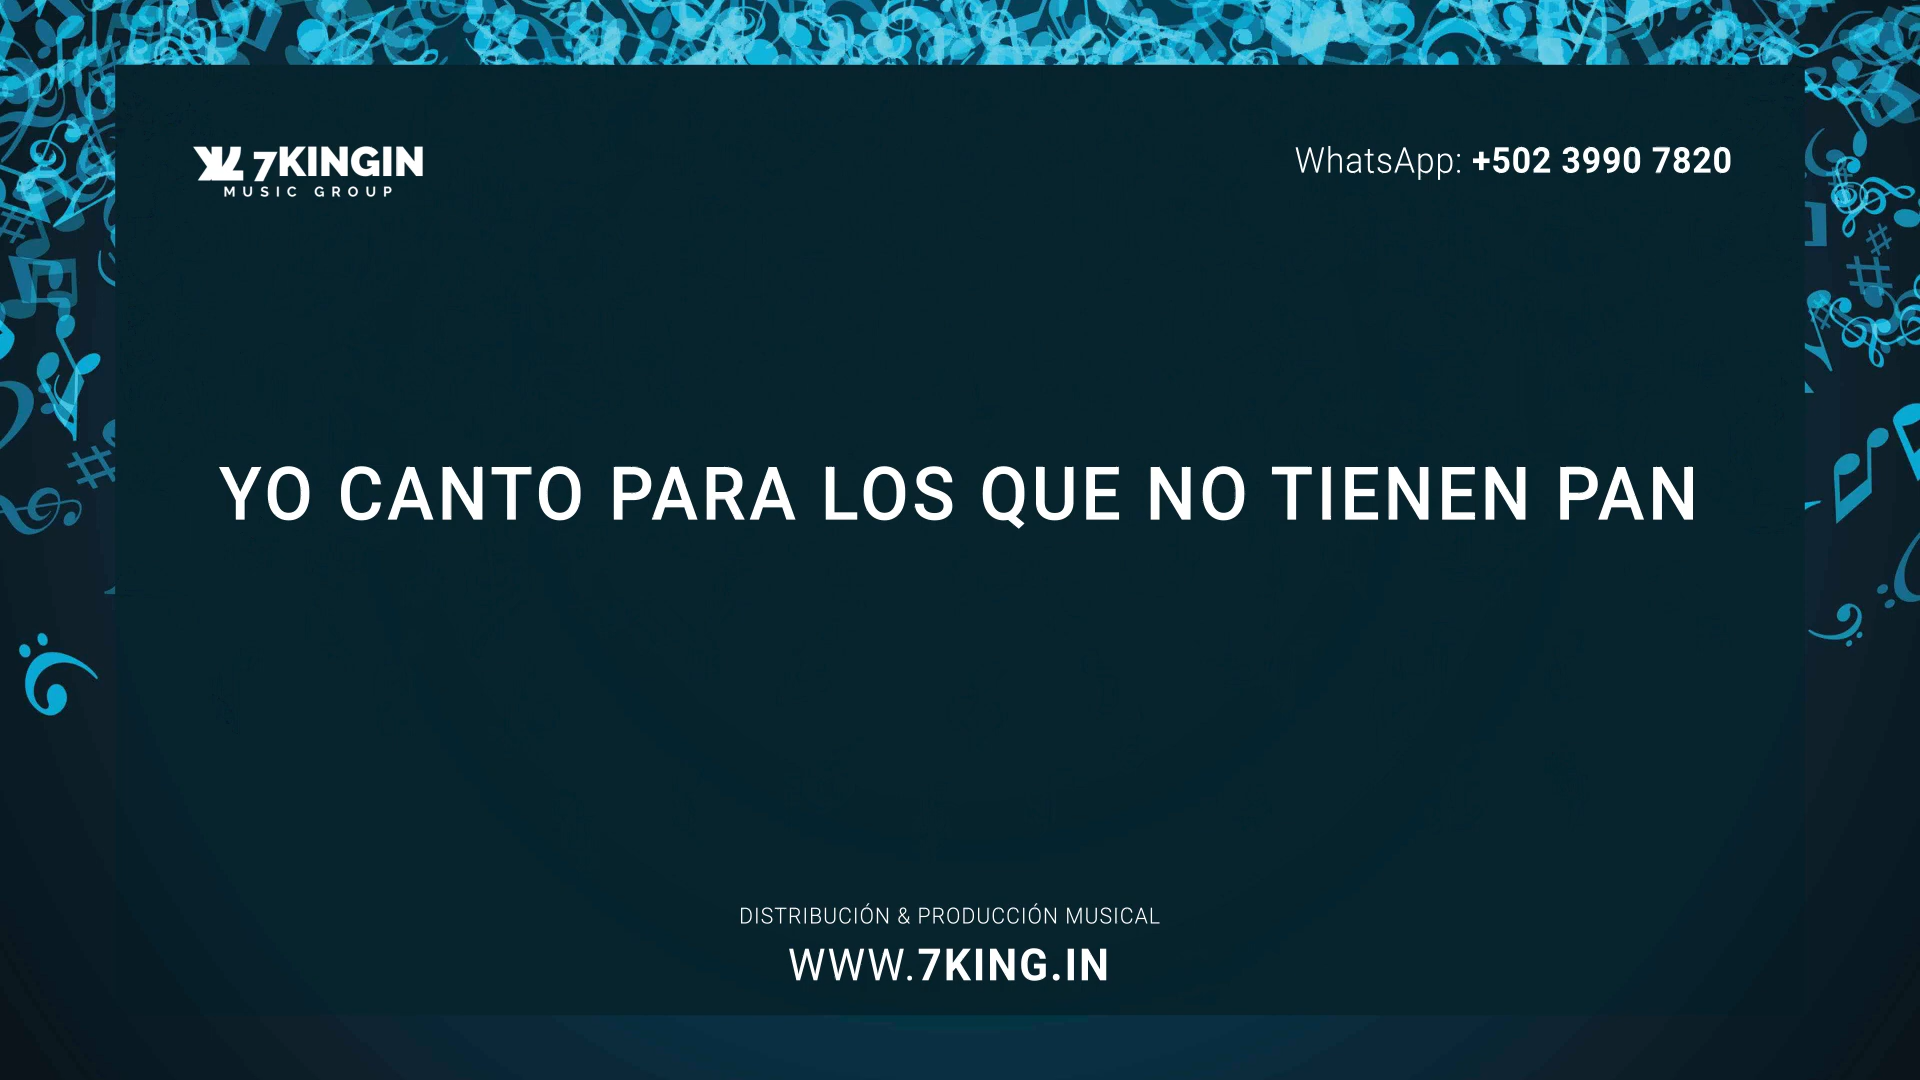 7KINGIN
MUSIC GROUP
WhatsApp: +502 3990 7820
YO CANTO PARA LOS QUE NO TIENEN PAN
DISTRIBUCIÓN & PRODUCCIÓN MUSICAL
WWW.7KING.IN